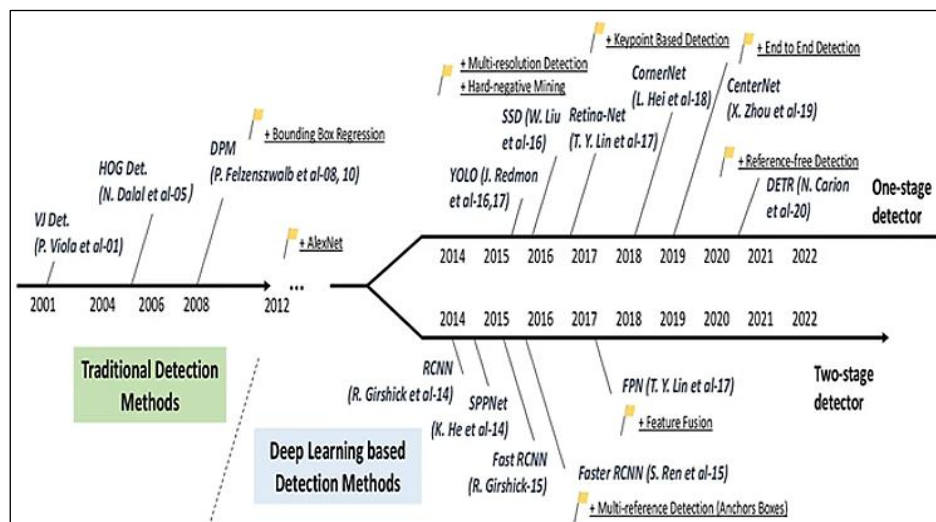 + Keypoint Based Detection
+ End to End Detection
+ Multi-resolution Detection
+ Hard-negative Mining
CornerNet
(L. Hei et al-18)
CenterNet
(X. Zhou et al-19)
SSD (W. Liu
et al-16)
Retina-Net
(T. Y. Lin et al-17)
+ Bounding Box Regression
DPM
(P. Felzenszwalb et al-08, 10)
HOG Det.
(N. Dalal et al-05)
+ Reference-free Detection
YOLO (J. Redmon
et al-16,17)
DETR (N. Carion
et al-20)
One-stage
detector
VJ Det.
(P. Viola et al-01)
+ AlexNet
2014 2015 2016 2017 2018 2019 2020 2021 2022
...
2001 2004 2006 2008 2012
2014 2015 2016 2017 2018 2019 2020 2021 2022
Traditional Detection
Methods
RCNN
(R. Girshick et al-14)
SPPNet
(K. He et al-14)
FPN (T. Y. Lin et al-17)
+ Feature Fusion
Two-stage
detector
Deep Learning based
Detection Methods
Fast RCNN
(R. Girshick-15)
Faster RCNN (S. Ren et al-15)
+ Multi-reference Detection (Anchors Boxes)